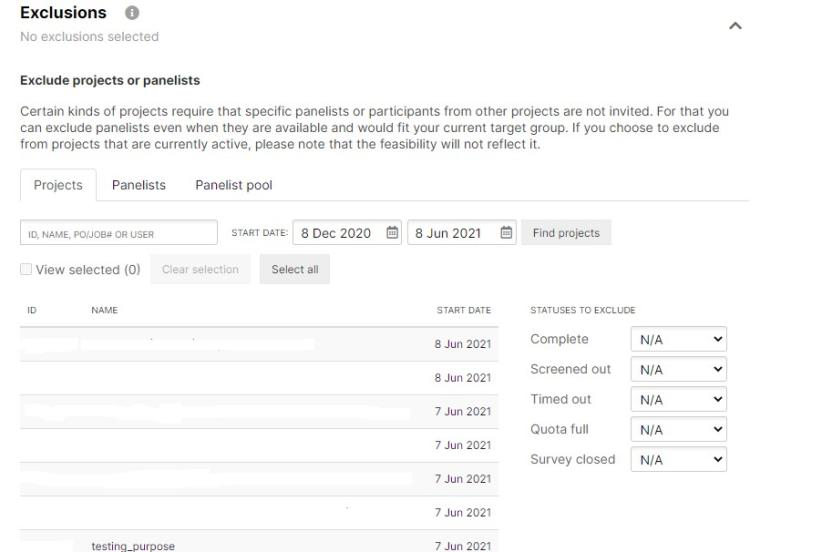 Exclusions
No exclusions selected
Exclude projects or panelists
Certain kinds of projects require that specific panelists or participants from other projects are not invited. For that you
can exclude panelists even when they are available and would fit your current target group. If you choose to exclude
from projects that are currently active, please note that the feasibility will not reflect it.
Projects Panelists Panelist pool
ID, NAME, PO/JOB# OR USER START DATE: 8 Dec 2020 8 Jun 2021 Find projects
View selected (0) Clear selection Select all
ID NAME START DATE STATUSES TO EXCLUDE
8 Jun 2021 Complete N/A
8 Jun 2021 Screened out N/A
7 Jun 2021 Timed out N/A
7 Jun 2021 Quota full N/A
7 Jun 2021 Survey closed N/A
7 Jun 2021
testing_purpose 7 Jun 2021